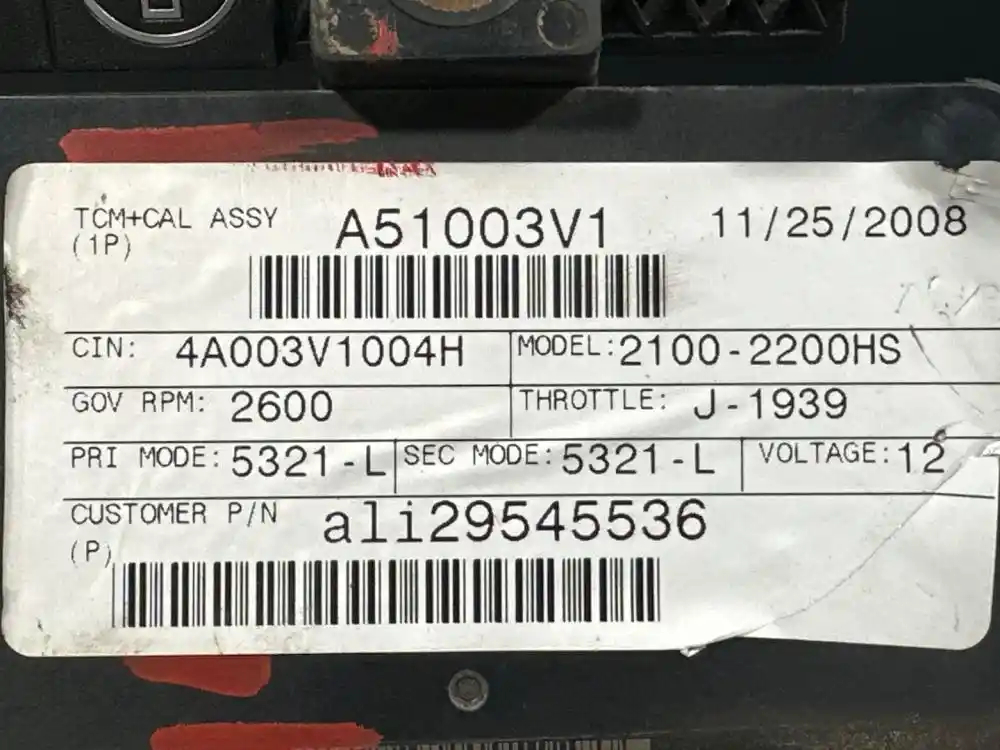 TCM+CAL ASSY A51003V1 11/25/2008
(1P)
CIN: 4A003V1004H MODEL: 2100-2200HS
GOV RPM: 2600 THROTTLE: J-1939
PRI MODE: 5321-L SEC MODE: 5321-L VOLTAGE: 12
CUSTOMER P/N ali29545536
(P)